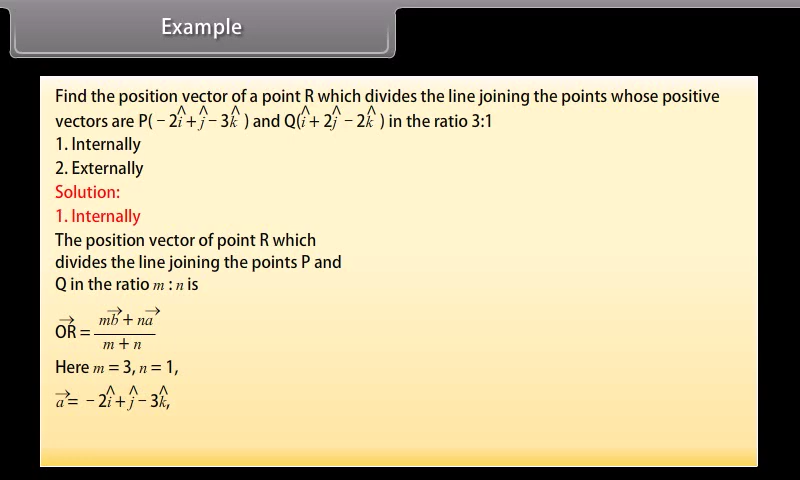 Example
Find the position vector of a point R which divides the line joining the points whose positive
vectors are P( − 2î + ĵ − 3k̂ ) and Q(î + 2ĵ − 2k̂ ) in the ratio 3:1
1. Internally
2. Externally
Solution:
1. Internally
The position vector of point R which
divides the line joining the points P and
Q in the ratio m : n is
OR⃗ = (mb⃗ + na⃗) / (m + n)
Here m = 3, n = 1,
a⃗ = − 2î + ĵ − 3k̂,